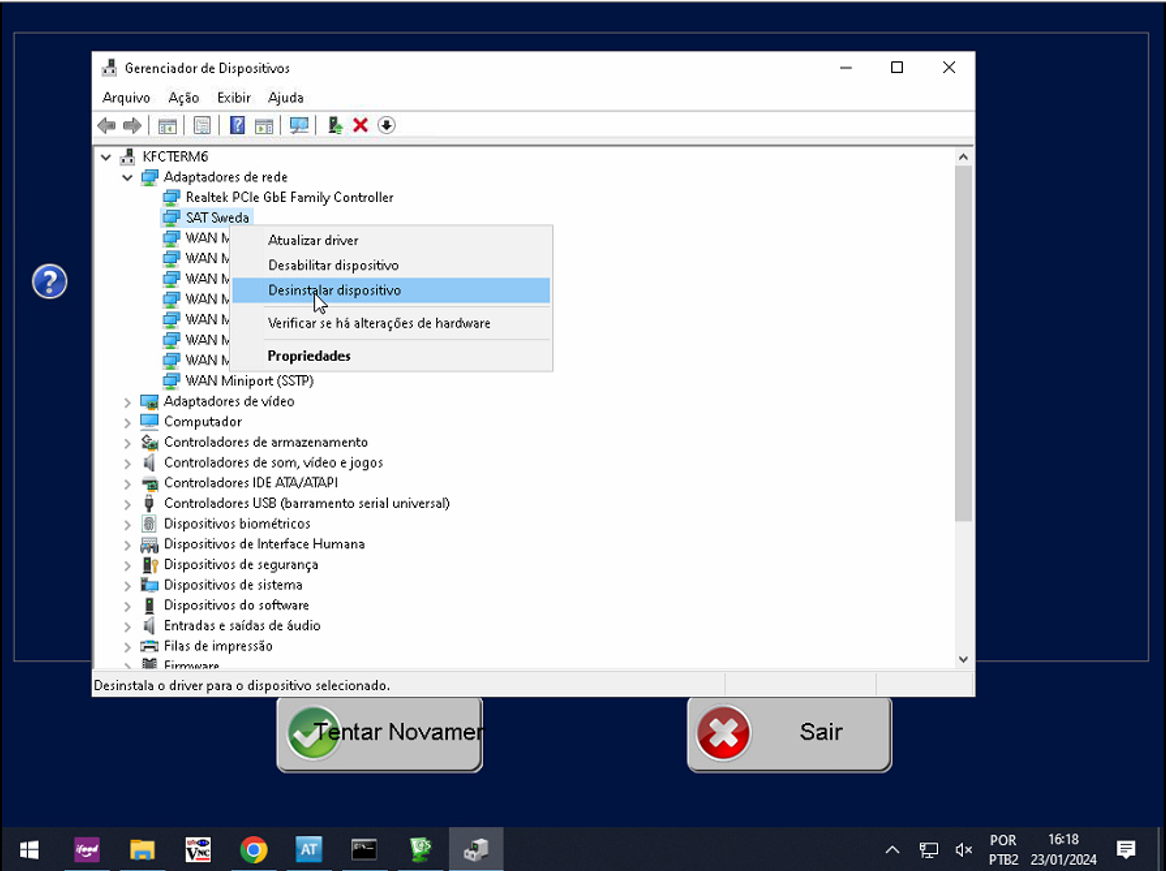 Gerenciador de Dispositivos
Arquivo Ação Exibir Ajuda
KFCTERM6
Adaptadores de rede
Realtek PCIe GbE Family Controller
SAT Sweda
WAN M
Atualizar driver
WAN M
Desabilitar dispositivo
WAN M
Desinstalar dispositivo
WAN M
WAN M
Verificar se há alterações de hardware
WAN M
WAN M
Propriedades
WAN Miniport (SSTP)
Adaptadores de vídeo
Computador
Controladores de armazenamento
Controladores de som, vídeo e jogos
Controladores IDE ATA/ATAPI
Controladores USB (barramento serial universal)
Dispositivos biométricos
Dispositivos de Interface Humana
Dispositivos de segurança
Dispositivos de sistema
Dispositivos do software
Entradas e saídas de áudio
Filas de impressão
Firmware
Desinstala o driver para o dispositivo selecionado.
Tentar Novamer
Sair
ifood
VNC
AT
POR
PTB2
16:18
23/01/2024